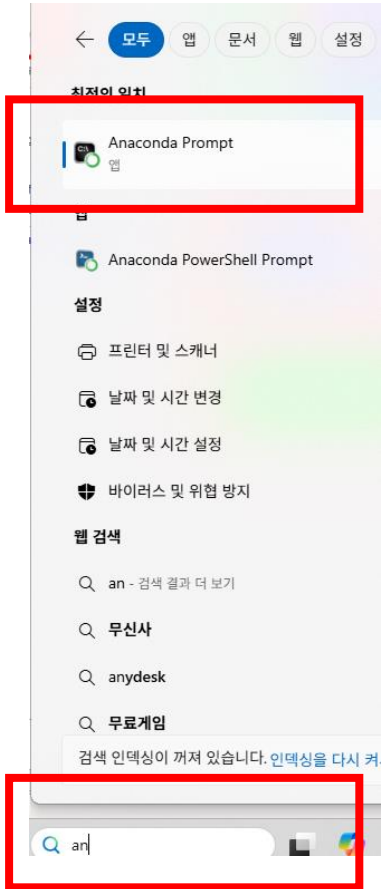 모두 앱 문서 웹 설정
최적의 일치
Anaconda Prompt
앱
앱
Anaconda PowerShell Prompt
설정
프린터 및 스캐너
날짜 및 시간 변경
날짜 및 시간 설정
바이러스 및 위협 방지
웹 검색
an - 검색 결과 더 보기
무신사
anydesk
무료게임
검색 인덱싱이 꺼져 있습니다. 인덱싱을 다시 켜
an